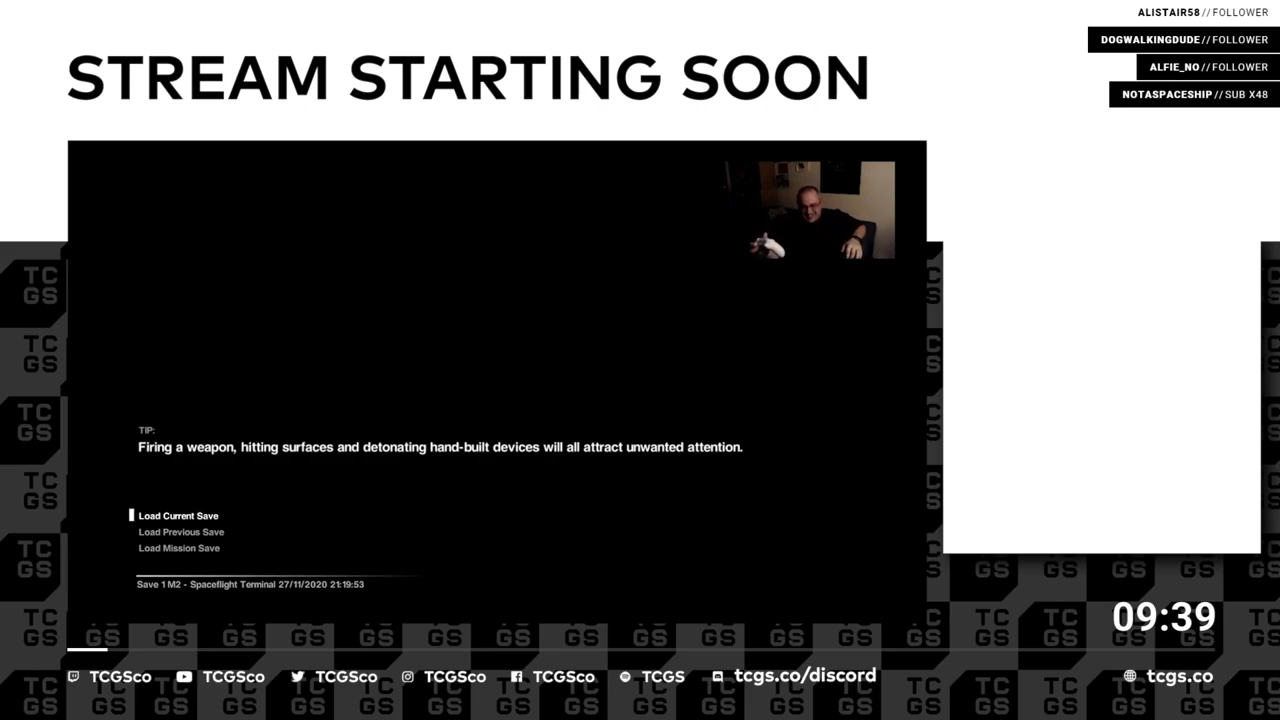 ALISTAIR58//FOLLOWER
STREAM STARTING SOON
DOGWALKINGDUDE//FOLLOWER
ALFIE_NO//FOLLOWER
NOTASPACESHIP//SUB X48
TIP:
Firing a weapon, hitting surfaces and detonating hand-built devices will all attract unwanted attention.
Load Current Save
Load Previous Save
Load Mission Save
Save 1 M2 - Spaceflight Terminal 27/11/2020 21:19:53
09:39
TCGSco TCGSco TCGSco TCGSco TCGSco TCGS tcgs.co/discord tcgs.co
TC
GS